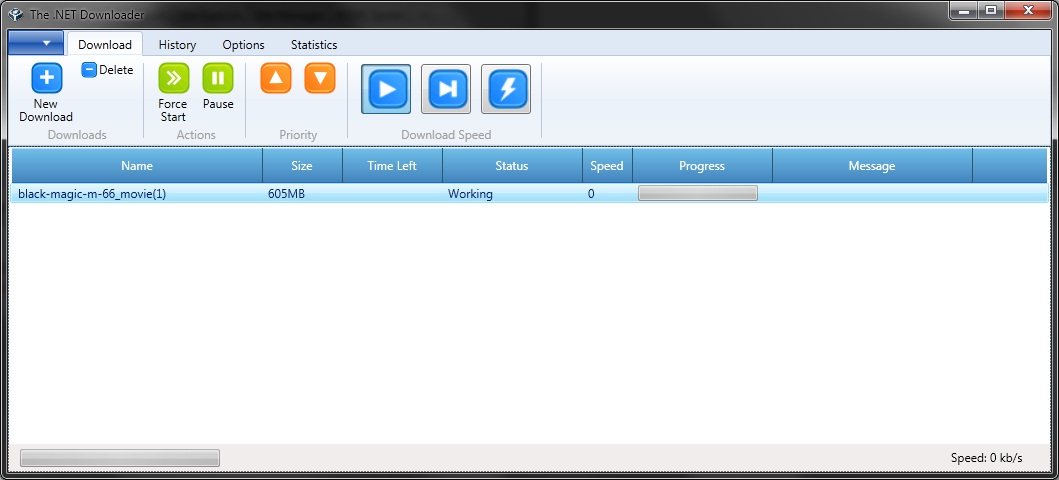 The .NET Downloader
Download History Options Statistics
New Download
Delete
Downloads
Force Start
Pause
Actions
Priority
Download Speed
Name Size Time Left Status Speed Progress Message
black-magic-m-66_movie(1) 605MB Working 0
Speed: 0 kb/s